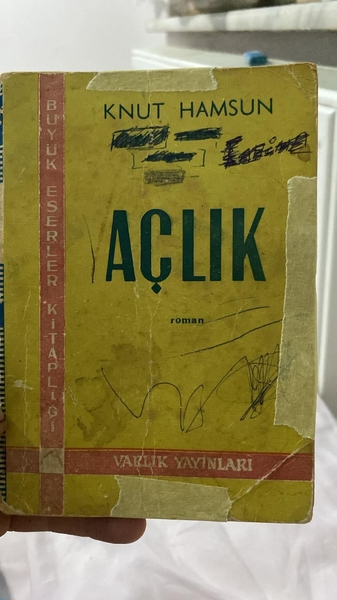 KNUT HAMSUN
AÇLIK
roman
BÜYÜK ESERLER KİTAPLIĞI
VARLIK YAYINLARI